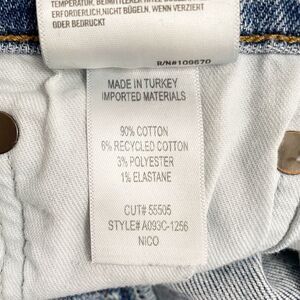 TEMPERATUR, BEI MITTLERER HITZE BÜGELN
ERFORDERLICH, NICHT BÜGELN, WENN VERZIERT
ODER BEDRUCKT
R/N#109670
MADE IN TURKEY
IMPORTED MATERIALS
90% COTTON
6% RECYCLED COTTON
3% POLYESTER
1% ELASTANE
CUT# 55505
STYLE# A093C-1256
NICO